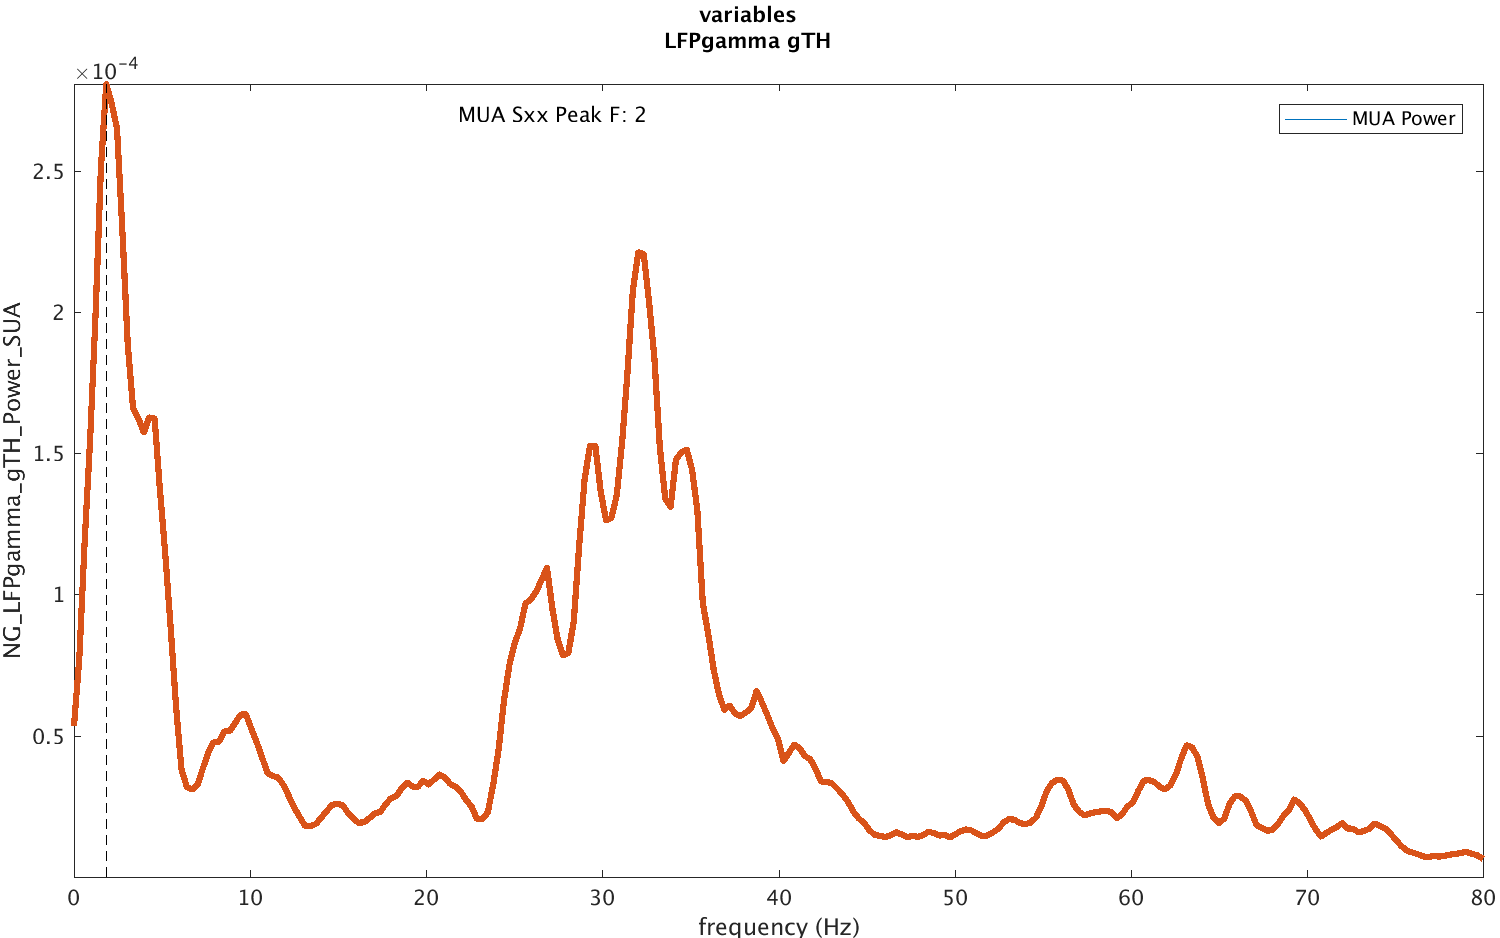 variables
LFPgamma gTH
×10⁻⁴
MUA Sxx Peak F: 2
MUA Power
2.5
2
1.5
1
0.5
NG_LFPgamma_gTH_Power_SUA
0 10 20 30 40 50 60 70 80
frequency (Hz)